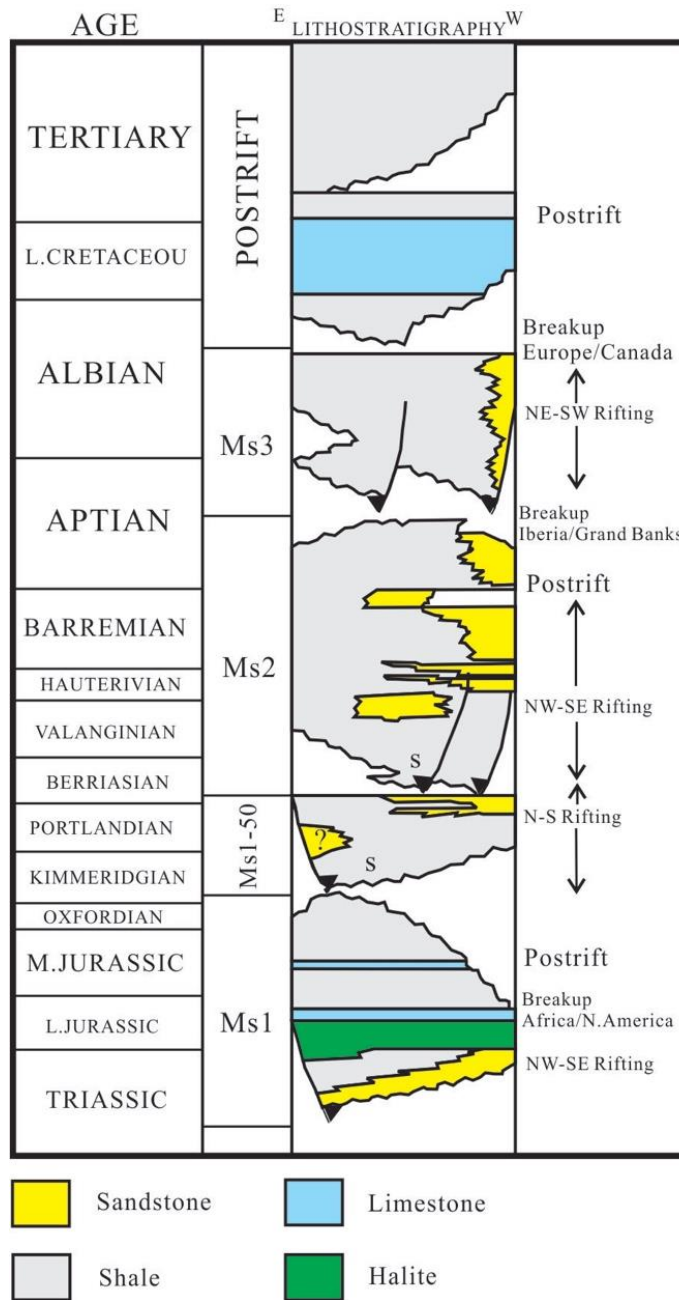 AGE
E LITHOSTRATIGRAPHY W
TERTIARY
L.CRETACEOU
ALBIAN
APTIAN
BARREMIAN
HAUTERIVIAN
VALANGINIAN
BERRIASIAN
PORTLANDIAN
KIMMERIDGIAN
OXFORDIAN
M.JURASSIC
L.JURASSIC
TRIASSIC
POSTRIFT
Ms3
Ms2
Ms1-50
Ms1
S
?
S
Postrift
Breakup
Europe/Canada
NE-SW Rifting
Breakup
Iberia/Grand Banks
Postrift
NW-SE Rifting
N-S Rifting
Postrift
Breakup
Africa/N.America
NW-SE Rifting
Sandstone
Limestone
Shale
Halite